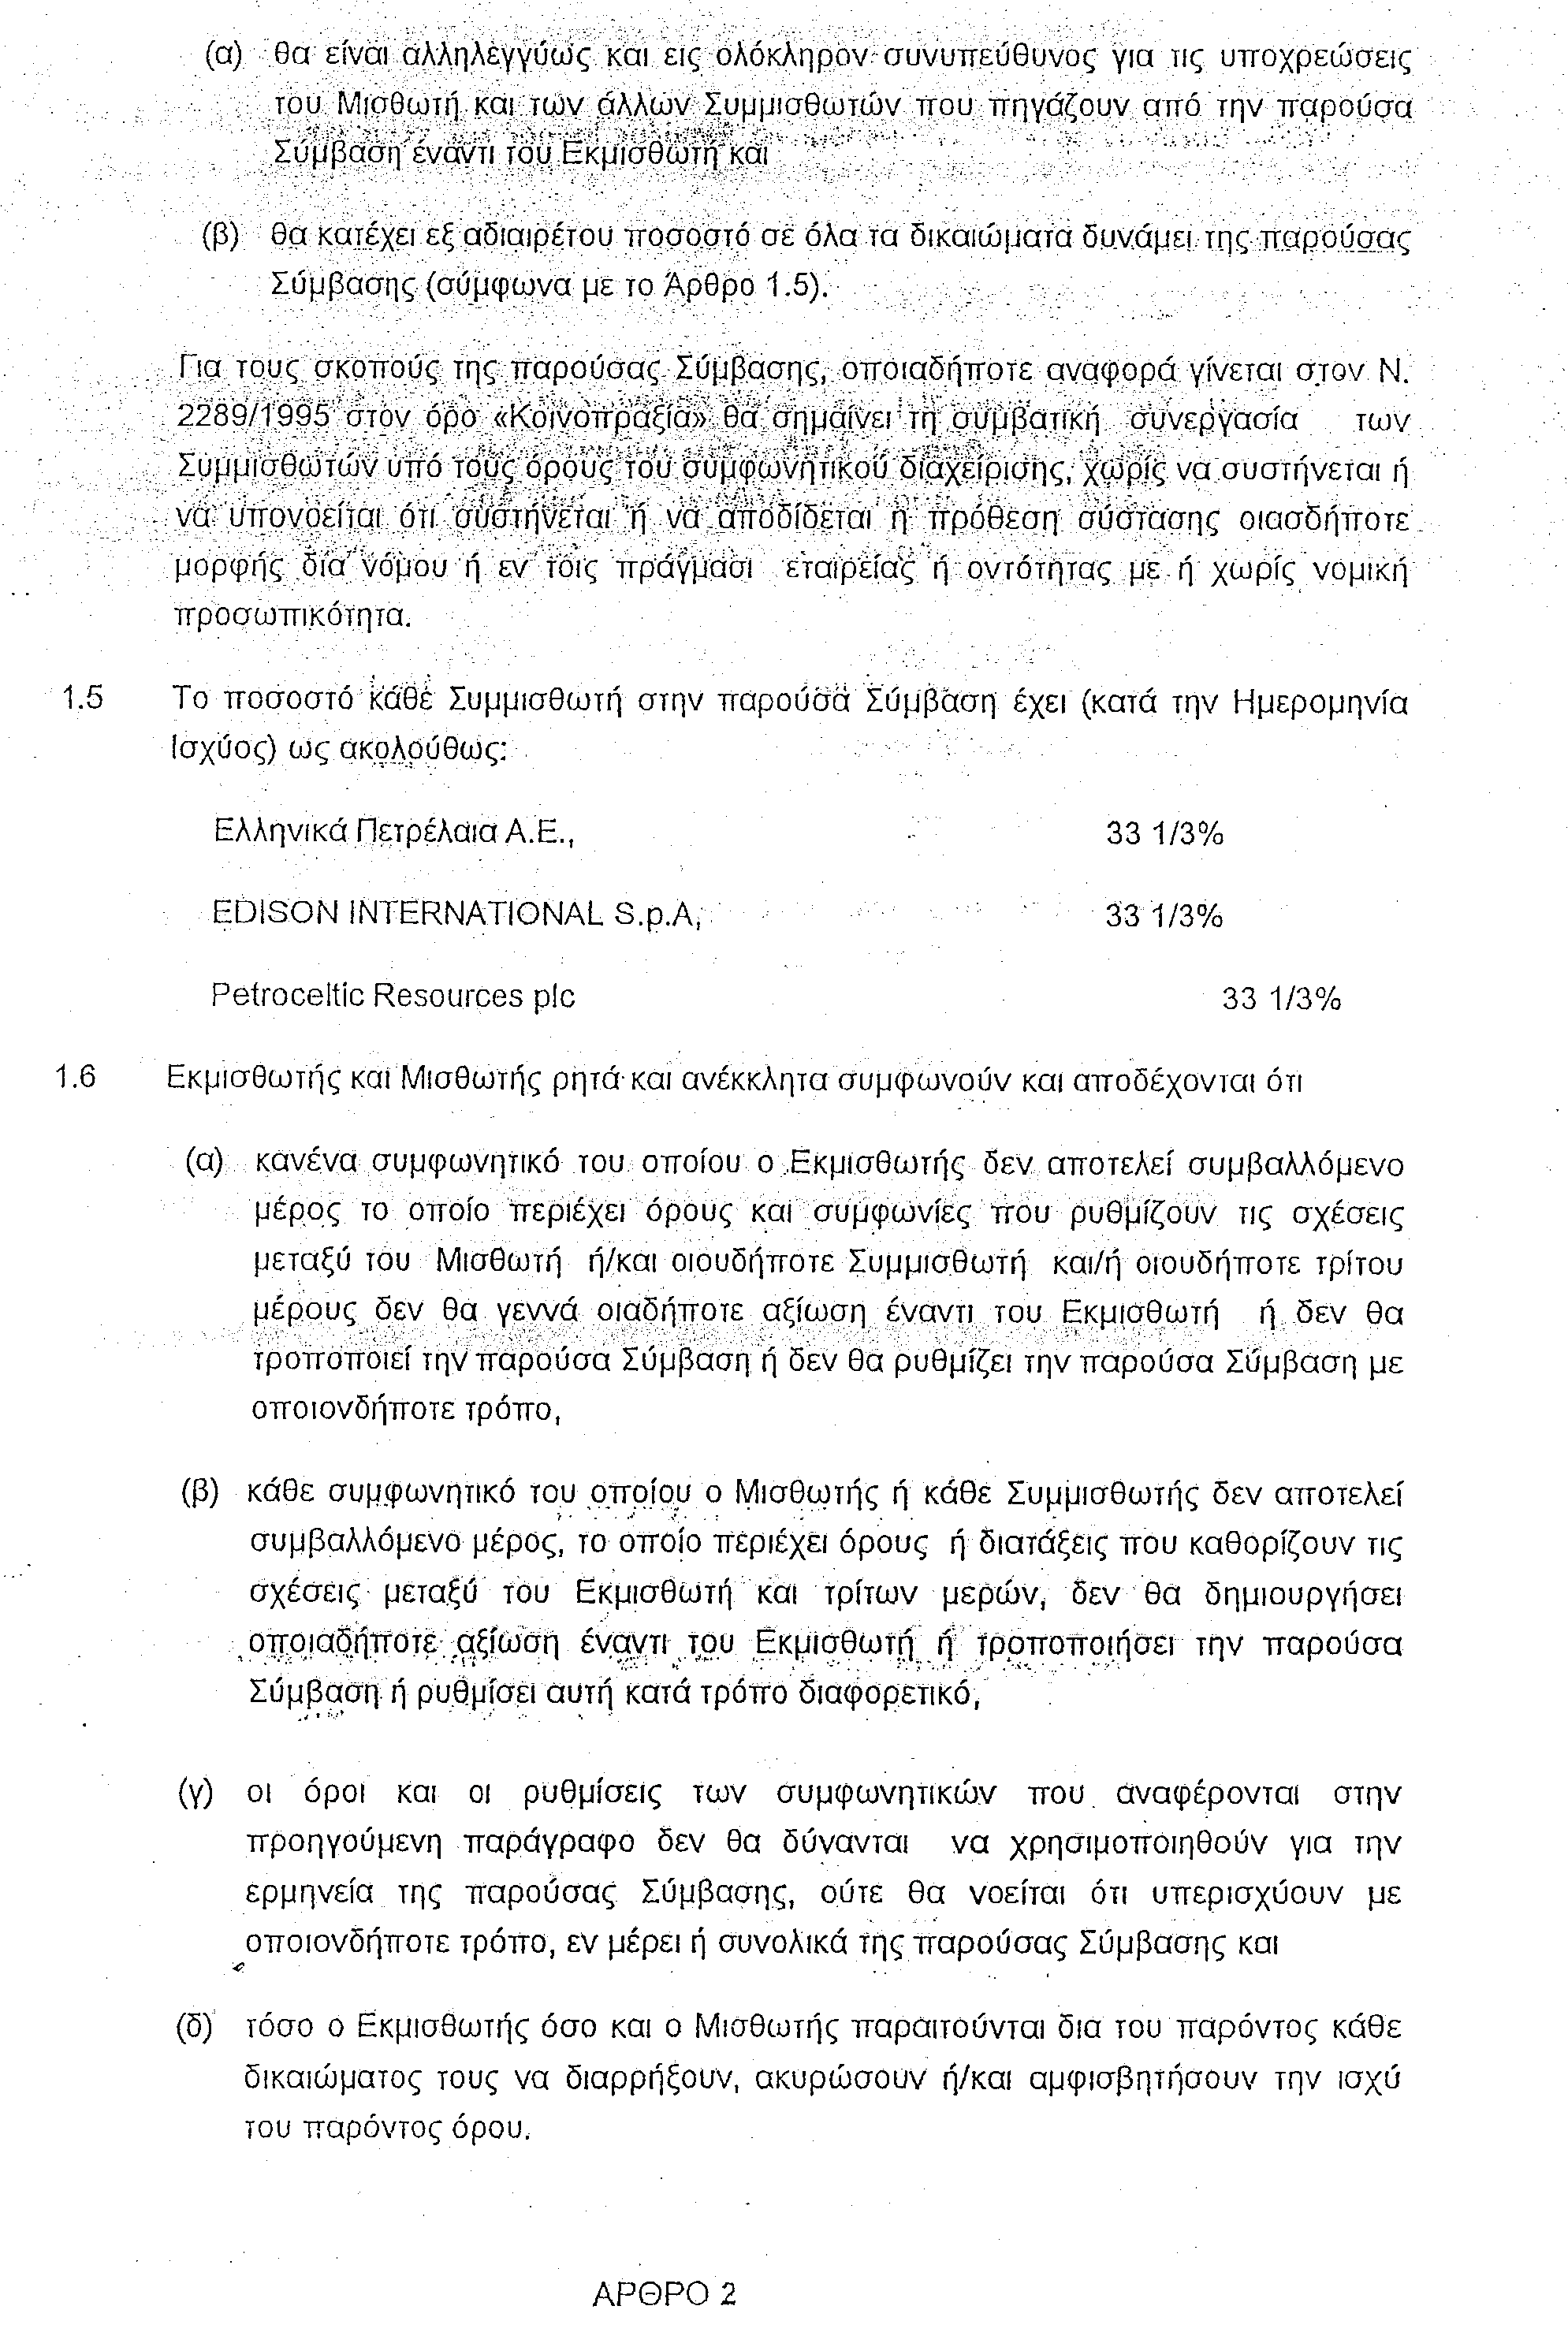 (α) θα είναι αλληλεγγύως και εις ολόκληρον συνυπεύθυνος για τις υποχρεώσεις
του Μισθωτή και των άλλων Συμμισθωτών που πηγάζουν από την παρούσα
Σύμβαση έναντι του Εκμισθωτή και
(β) θα κατέχει εξ αδιαιρέτου ποσοστό σε όλα τα δικαιώματα δυνάμει της παρούσας
Σύμβασης (σύμφωνα με το Άρθρο 1.5).
Για τους σκοπούς της παρούσας Σύμβασης, οποιαδήποτε αναφορά γίνεται στον Ν.
2289/1995 στον όρο «Κοινοπραξία» θα σημαίνει τη συμβατική συνεργασία των
Συμμισθωτών υπό τους όρους του συμφωνητικού διαχείρισης, χωρίς να συστήνεται ή
να υπονοείται ότι συστήνεται ή να αποδίδεται η πρόθεση σύστασης οιασδήποτε
μορφής δια νόμου ή εν τοις πράγμασι εταιρείας ή οντότητας με ή χωρίς νομική
προσωπικότητα.
1.5 Το ποσοστό κάθε Συμμισθωτή στην παρούσα Σύμβαση έχει (κατά την Ημερομηνία
Ισχύος) ως ακολούθως:
Ελληνικά Πετρέλαια Α.Ε., 33 1/3%
EDISON INTERNATIONAL S.p.A, 33 1/3%
Petroceltic Resources plc 33 1/3%
1.6 Εκμισθωτής και Μισθωτής ρητά και ανέκκλητα συμφωνούν και αποδέχονται ότι
(α) κανένα συμφωνητικό του οποίου ο Εκμισθωτής δεν αποτελεί συμβαλλόμενο
μέρος το οποίο περιέχει όρους και συμφωνίες που ρυθμίζουν τις σχέσεις
μεταξύ του Μισθωτή ή/και οιουδήποτε Συμμισθωτή και/ή οιουδήποτε τρίτου
μέρους δεν θα γεννά οιαδήποτε αξίωση έναντι του Εκμισθωτή ή δεν θα
τροποποιεί την παρούσα Σύμβαση ή δεν θα ρυθμίζει την παρούσα Σύμβαση με
οποιονδήποτε τρόπο,
(β) κάθε συμφωνητικό του οποίου ο Μισθωτής ή κάθε Συμμισθωτής δεν αποτελεί
συμβαλλόμενο μέρος, το οποίο περιέχει όρους ή διατάξεις που καθορίζουν τις
σχέσεις μεταξύ του Εκμισθωτή και τρίτων μερών, δεν θα δημιουργήσει
οποιαδήποτε αξίωση έναντι του Εκμισθωτή ή τροποποιήσει την παρούσα
Σύμβαση ή ρυθμίσει αυτή κατά τρόπο διαφορετικό,
(γ) οι όροι και οι ρυθμίσεις των συμφωνητικών που αναφέρονται στην
προηγούμενη παράγραφο δεν θα δύνανται να χρησιμοποιηθούν για την
ερμηνεία της παρούσας Σύμβασης, ούτε θα νοείται ότι υπερισχύουν με
οποιονδήποτε τρόπο, εν μέρει ή συνολικά της παρούσας Σύμβασης και
(δ) τόσο ο Εκμισθωτής όσο και ο Μισθωτής παραιτούνται δια του παρόντος κάθε
δικαιώματος τους να διαρρήξουν, ακυρώσουν ή/και αμφισβητήσουν την ισχύ
του παρόντος όρου.
ΑΡΘΡΟ 2